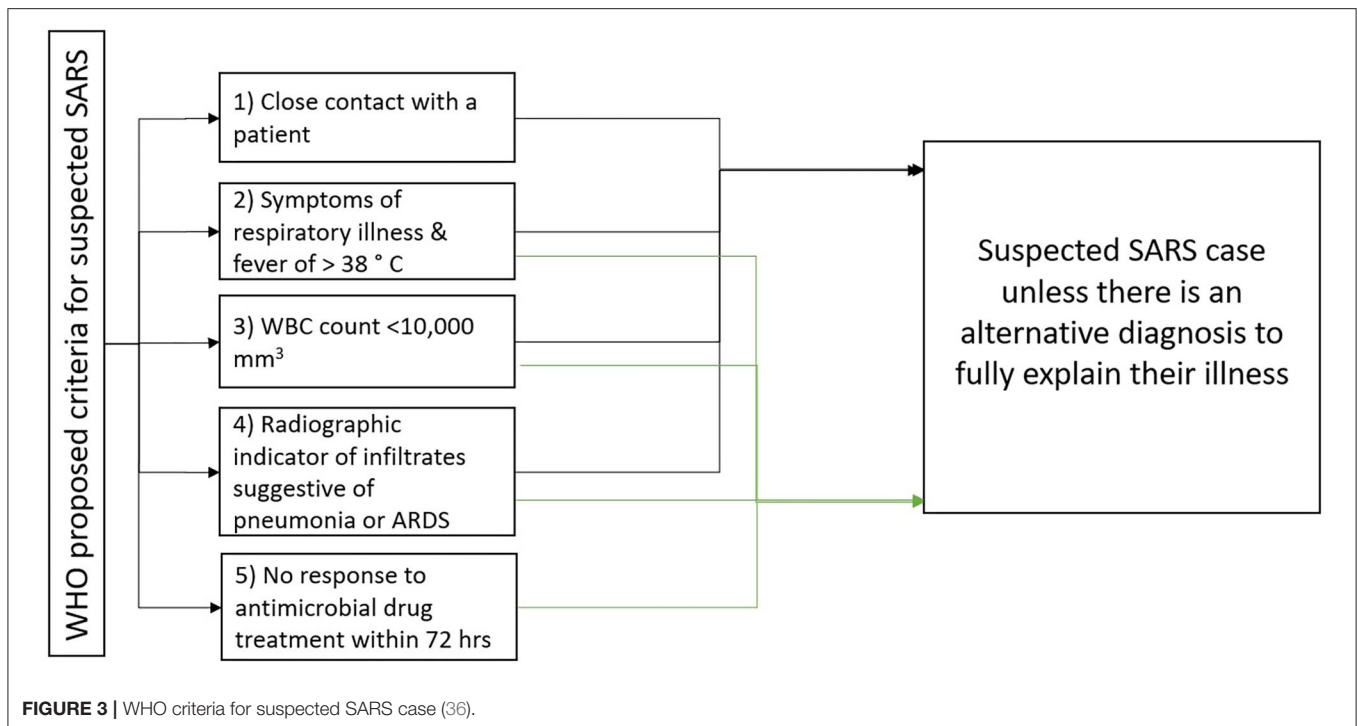 WHO proposed criteria for suspected SARS
1) Close contact with a
patient
2) Symptoms of
respiratory illness &
fever of > 38 ° C
3) WBC count <10,000
mm³
4) Radiographic
indicator of infiltrates
suggestive of
pneumonia or ARDS
5) No response to
antimicrobial drug
treatment within 72 hrs
Suspected SARS case
unless there is an
alternative diagnosis to
fully explain their illness
FIGURE 3 | WHO criteria for suspected SARS case (36).